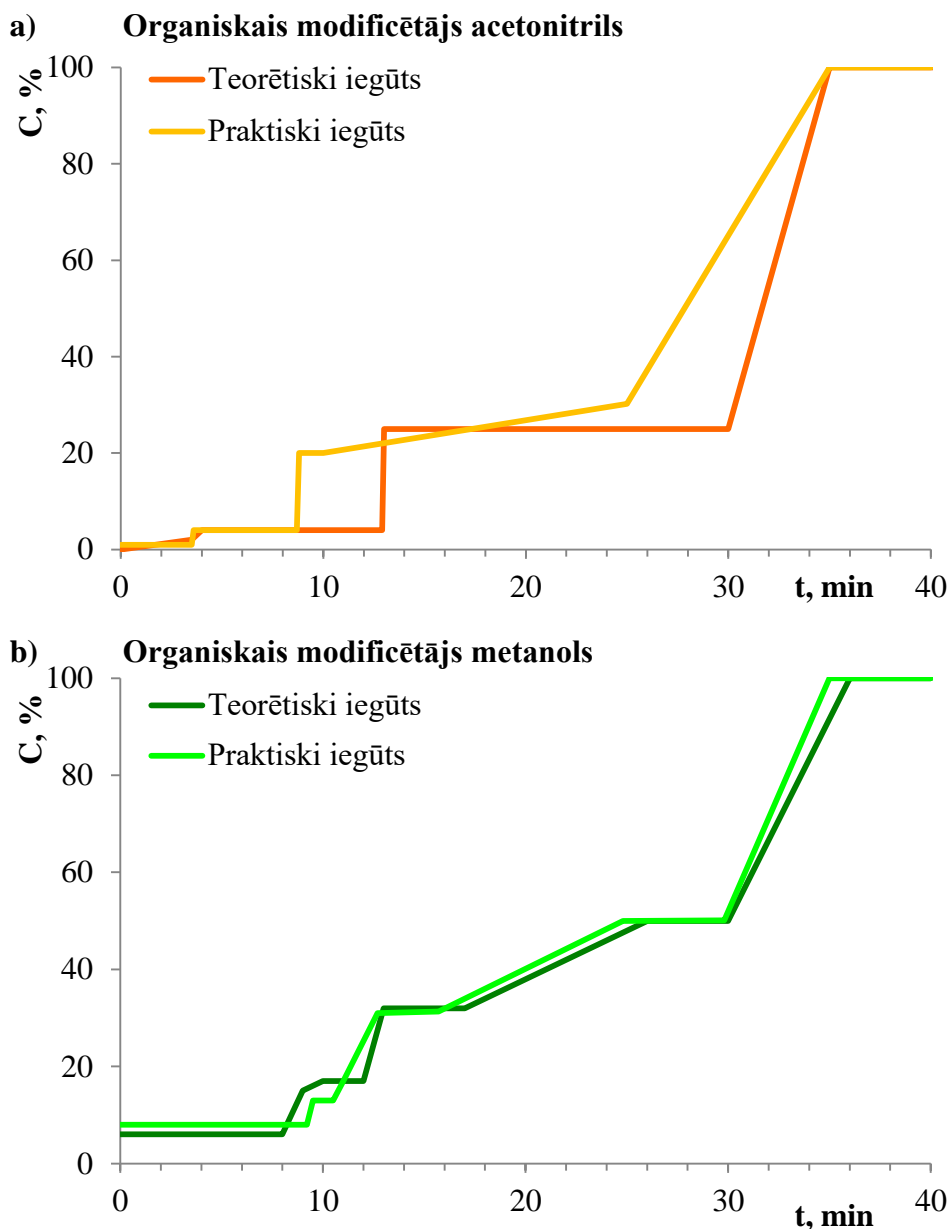 a) Organiskais modificētājs acetonitrils
C, %
100
80
60
40
20
0
Teorētiski iegūts
Praktiski iegūts
0 10 20 30 40
t, min
b) Organiskais modificētājs metanols
C, %
100
80
60
40
20
0
Teorētiski iegūts
Praktiski iegūts
0 10 20 30 40
t, min